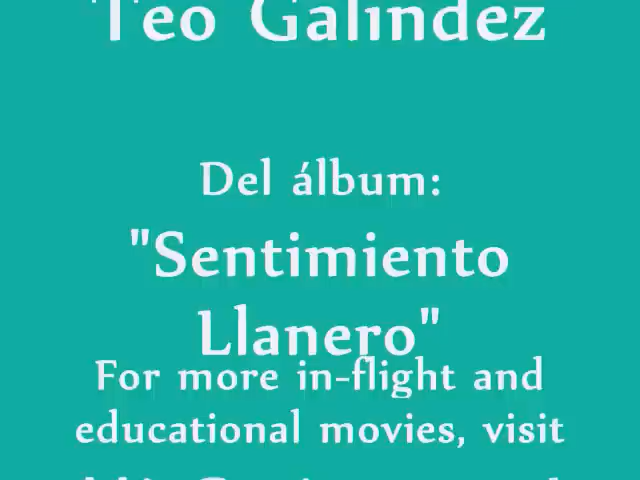 Teo Galindez
Del álbum:
"Sentimiento
Llanero"
For more in-flight and
educational movies, visit